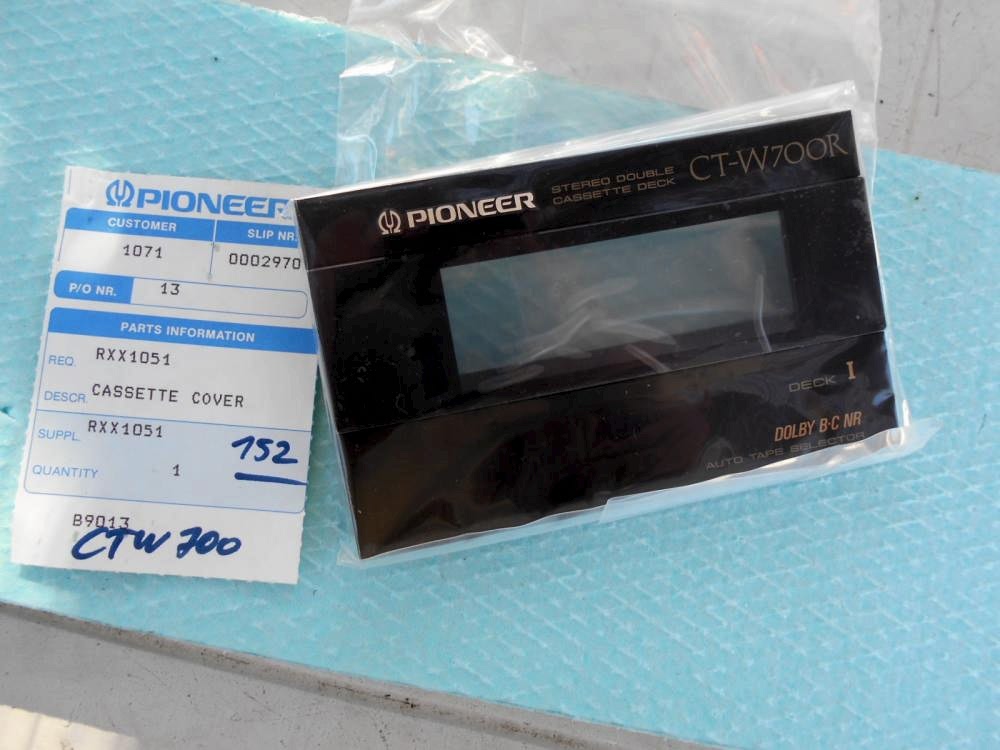 PIONEER
CUSTOMER
SLIP NR.
1071
0002970
P/O NR.
13
PARTS INFORMATION
REQ.
RXX1051
DESCR.
CASSETTE COVER
SUPPL.
RXX1051
152
QUANTITY
1
B9013
CTW 700
PIONEER
STEREO DOUBLE
CASSETTE DECK
CT-W700R
DECK I
DOLBY B·C NR
AUTO TAPE SELECTOR